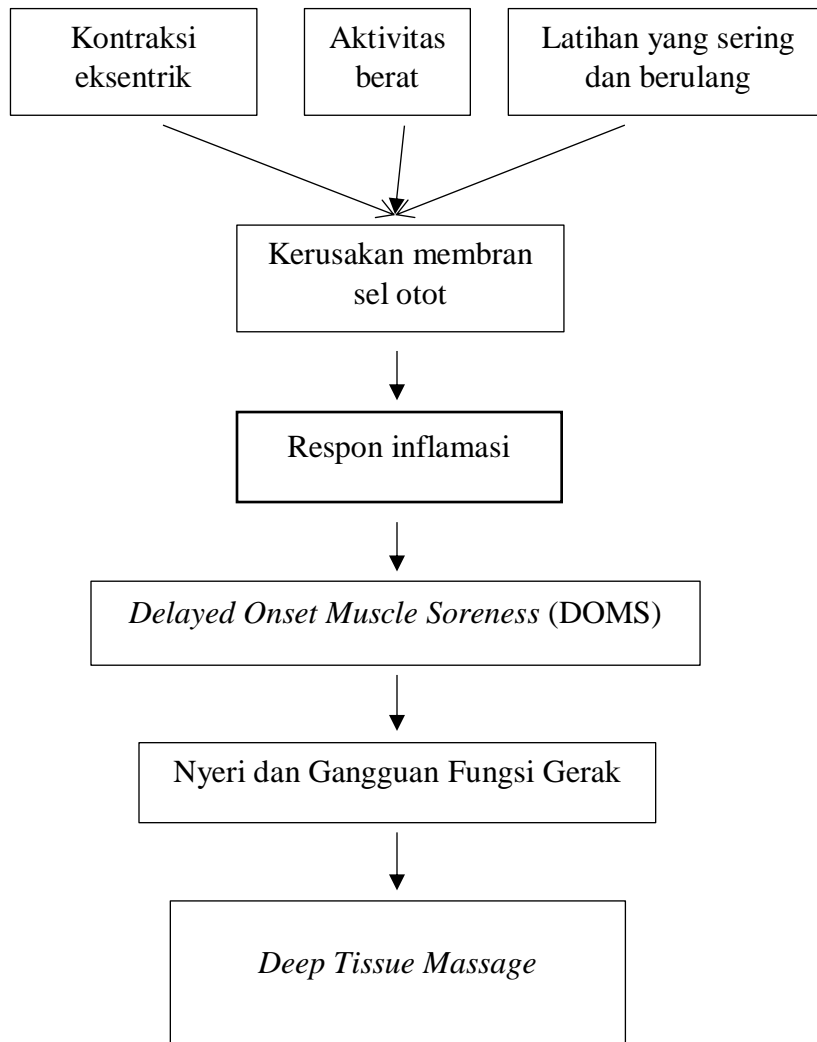 Kontraksi
eksentrik
Aktivitas
berat
Latihan yang sering
dan berulang
Kerusakan membran
sel otot
Respon inflamasi
Delayed Onset Muscle Soreness (DOMS)
Nyeri dan Gangguan Fungsi Gerak
Deep Tissue Massage